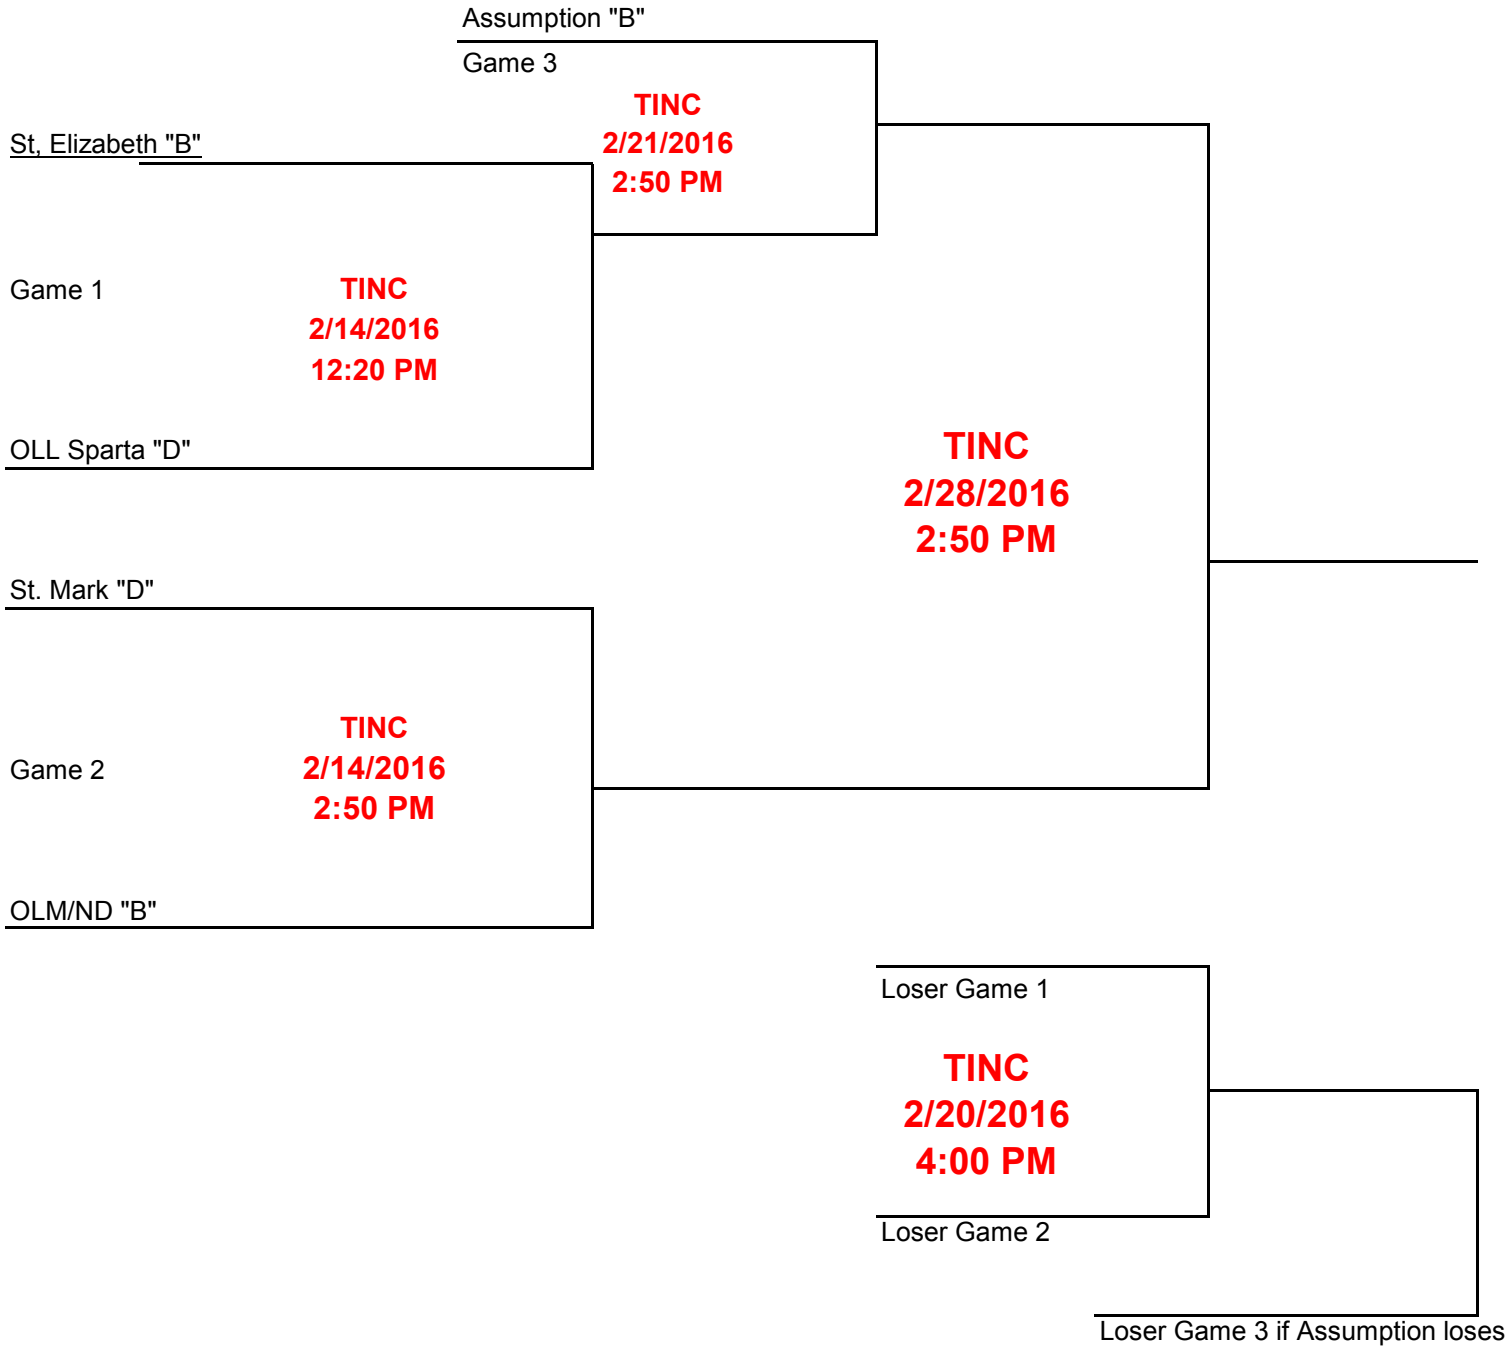 Assumption "B"
Game 3
TINC
2/21/2016
2:50 PM
St, Elizabeth "B"
Game 1
TINC
2/14/2016
12:20 PM
OLL Sparta "D"
TINC
2/28/2016
2:50 PM
St. Mark "D"
Game 2
TINC
2/14/2016
2:50 PM
OLM/ND "B"
Loser Game 1
TINC
2/20/2016
4:00 PM
Loser Game 2
Loser Game 3 if Assumption loses